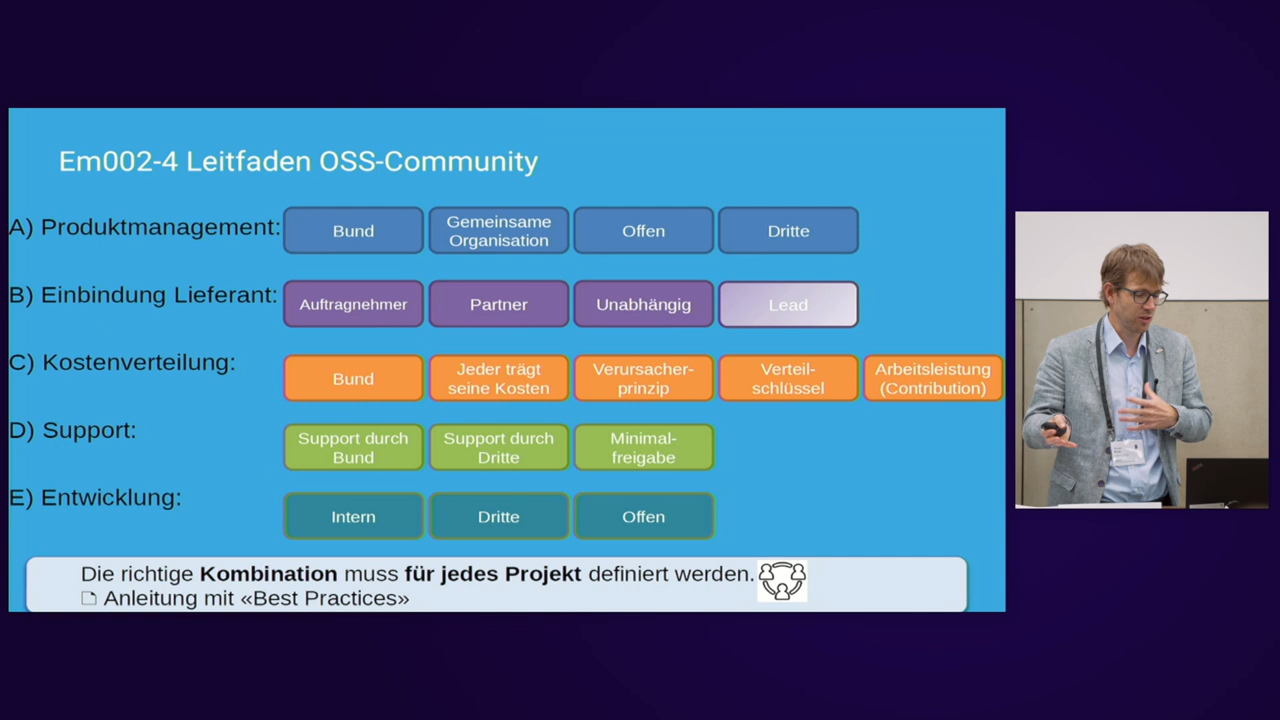 Em002-4 Leitfaden OSS-Community
A) Produktmanagement:
Bund
Gemeinsame
Organisation
Offen
Dritte
B) Einbindung Lieferant:
Auftragnehmer
Partner
Unabhängig
Lead
C) Kostenverteilung:
Bund
Jeder trägt
seine Kosten
Verursacher-
prinzip
Verteil-
schlüssel
Arbeitsleistung
(Contribution)
D) Support:
Support durch
Bund
Support durch
Dritte
Minimal-
freigabe
E) Entwicklung:
Intern
Dritte
Offen
Die richtige Kombination muss für jedes Projekt definiert werden.
Anleitung mit «Best Practices»